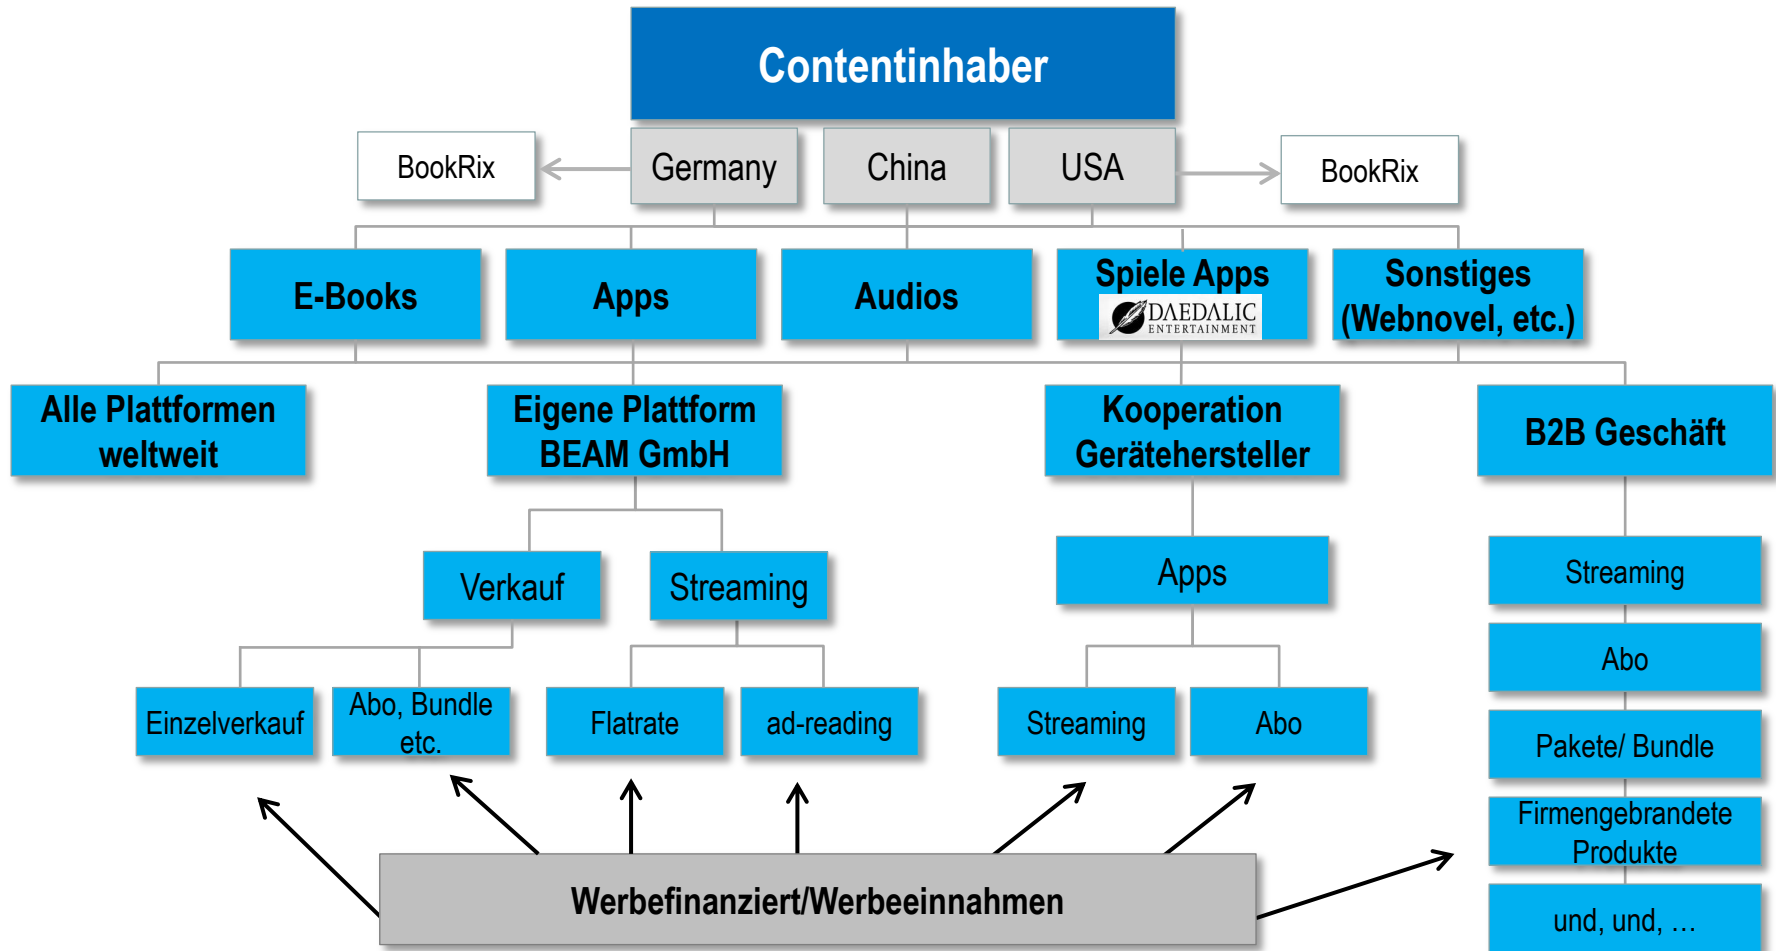 Contentinhaber
BookRix
Germany
China
USA
BookRix
E-Books
Apps
Audios
Spiele Apps
DAEDALIC
ENTERTAINMENT
Sonstiges
(Webnovel, etc.)
Alle Plattformen
weltweit
Eigene Plattform
BEAM GmbH
Kooperation
Gerätehersteller
B2B Geschäft
Verkauf
Streaming
Apps
Streaming
Abo
Einzelverkauf
Abo, Bundle
etc.
Flatrate
ad-reading
Streaming
Abo
Pakete/ Bundle
Firmengebrandete
Produkte
Werbefinanziert/Werbeeinnahmen
und, und, …